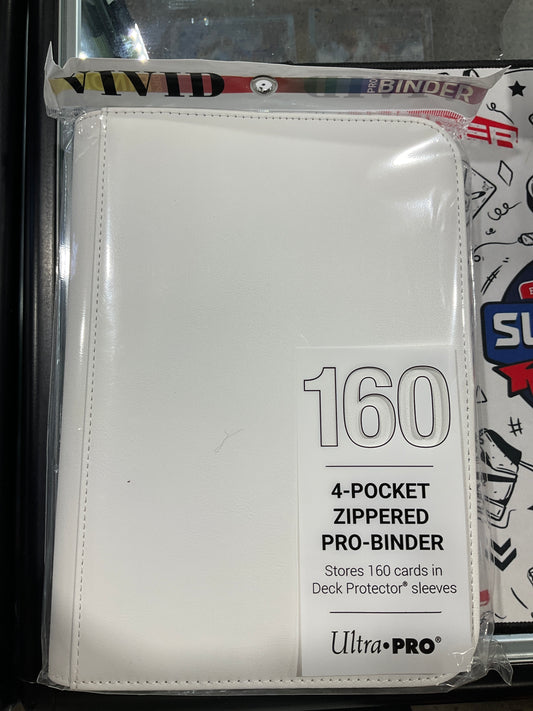 VIVID
PRO BINDER
160
4-POCKET
ZIPPERED
PRO-BINDER
Stores 160 cards in
Deck Protector® sleeves
Ultra•PRO®
#